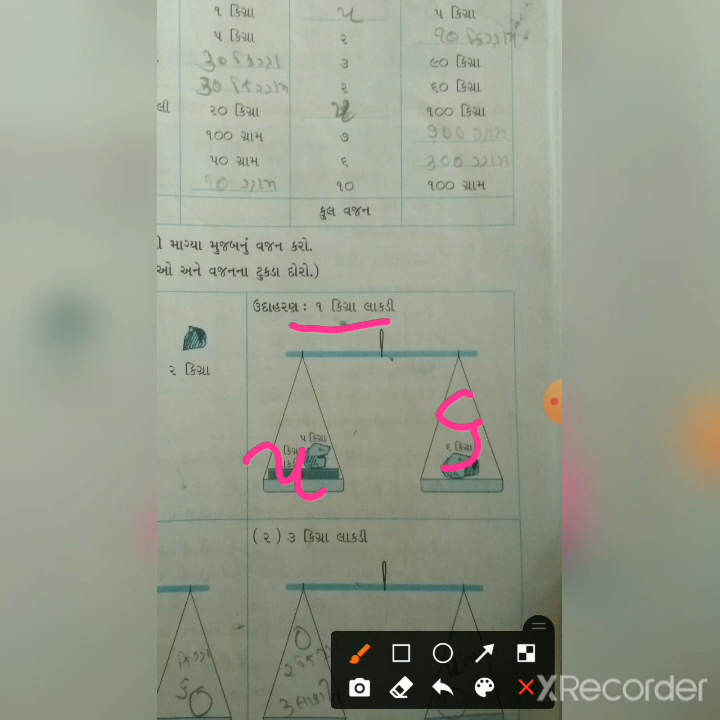 ૧ કિગ્રા ૫ ૫ કિગ્રા
૫ કિગ્રા ૨ ૧૦ કિગ્રામ
૩૦ કિગ્રા ૩ ૯૦ કિગ્રા
૩૦ કિગ્રામ ૨ ૬૦ કિગ્રા
લી ૨૦ કિગ્રા ૫ ૧૦૦ કિગ્રા
૧૦૦ ગ્રામ ૭ ૭૦૦ ગ્રામ
૫૦ ગ્રામ ૬ ૩૦૦ ગ્રામ
૧૦ ગ્રામ ૧૦ ૧૦૦ ગ્રામ
કુલ વજન
ી માગ્યા મુજબનું વજન કરો.
ઓ અને વજનના ટુકડા દોરો.)
ઉદાહરણ : ૧ કિગ્રા લાકડી
૨ કિગ્રા
૫ કિગ્રા ૬ કિગ્રા
૫ ૬
(૨) ૩ કિગ્રા લાકડી
XRecorder